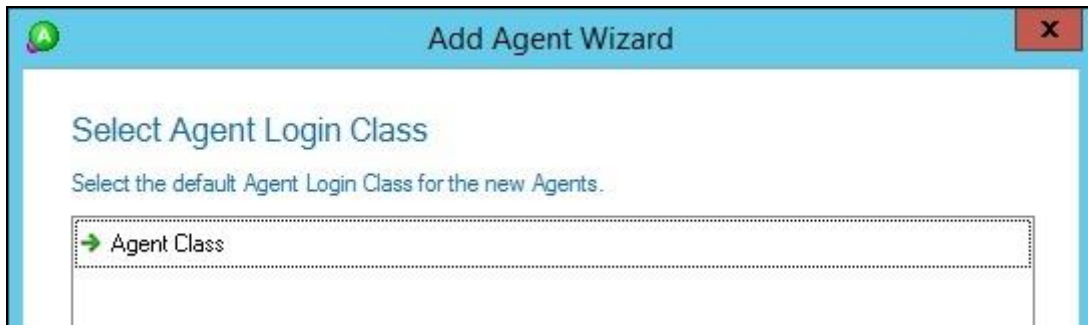 Add Agent Wizard
x
Select Agent Login Class
Select the default Agent Login Class for the new Agents.
Agent Class